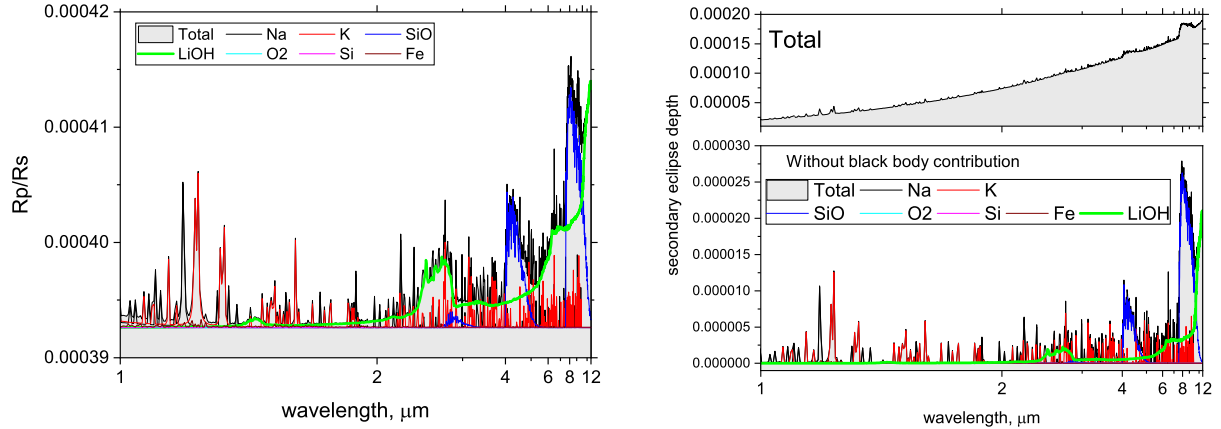 0.00042
0.00041
0.00040
0.00039
Rp/Rs
Total Na K SiO
LiOH O2 Si Fe
1 2 4 6 8 12
wavelength, μm
0.00020
0.00015
0.00010
0.00005
Total
secondary eclipse depth
0.000030
0.000025
0.000020
0.000015
0.000010
0.000005
0.000000
Without black body contribution
Total Na K
SiO O2 Si Fe LiOH
1 2 4 6 8 12
wavelength, μm